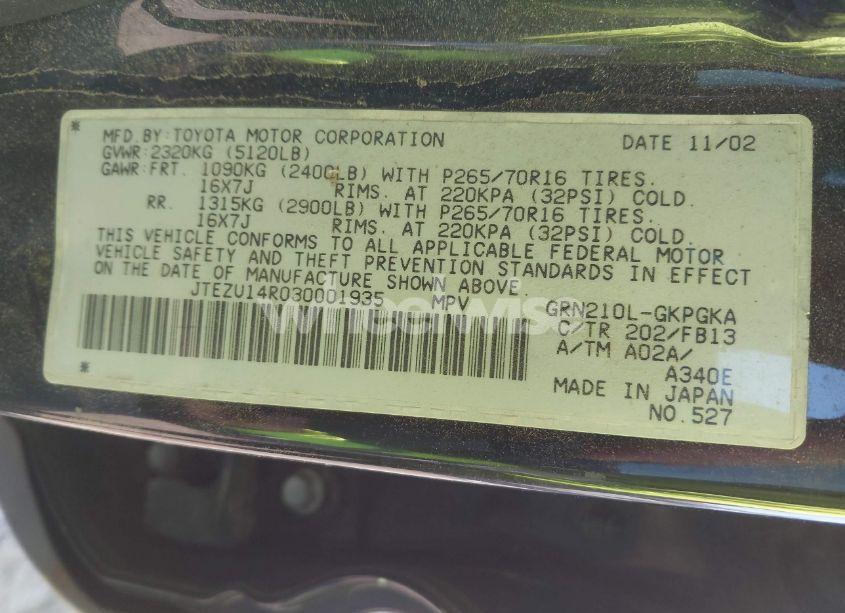 MFD.BY:TOYOTA MOTOR CORPORATION DATE 11/02
GVWR:2320KG (5120LB)
GAWR:FRT. 1090KG (2400LB) WITH P265/70R16 TIRES.
16X7J RIMS. AT 220KPA (32PSI) COLD.
RR. 1315KG (2900LB) WITH P265/70R16 TIRES.
16X7J RIMS. AT 220KPA (32PSI) COLD.
THIS VEHICLE CONFORMS TO ALL APPLICABLE FEDERAL MOTOR
VEHICLE SAFETY AND THEFT PREVENTION STANDARDS IN EFFECT
ON THE DATE OF MANUFACTURE SHOWN ABOVE.
JTEZU14R030001935 MPV GRN210L-GKPGKA
C/TR 202/FB13
A/TM A02A/
A340E
MADE IN JAPAN
NO.527
wheelwise